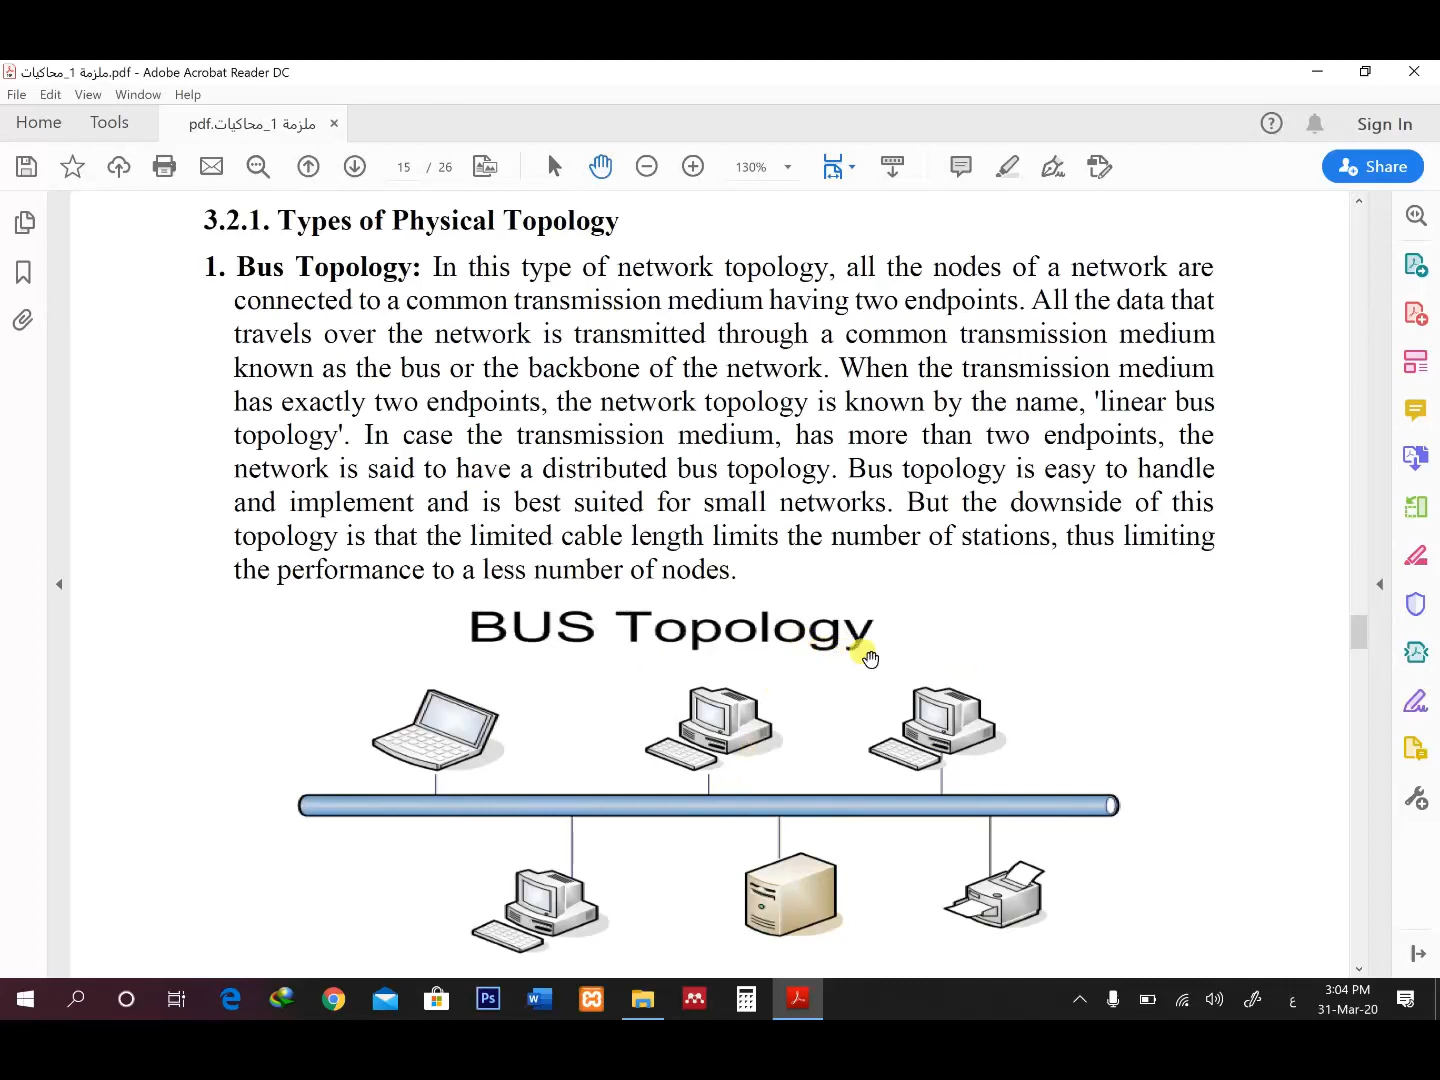 ملزمة 1_محاكيات.pdf - Adobe Acrobat Reader DC
File Edit View Window Help
Home Tools ملزمة 1_محاكيات.pdf ×
? Sign In
15 / 26 130% Share
3.2.1. Types of Physical Topology
1. Bus Topology: In this type of network topology, all the nodes of a network are
connected to a common transmission medium having two endpoints. All the data that
travels over the network is transmitted through a common transmission medium
known as the bus or the backbone of the network. When the transmission medium
has exactly two endpoints, the network topology is known by the name, 'linear bus
topology'. In case the transmission medium, has more than two endpoints, the
network is said to have a distributed bus topology. Bus topology is easy to handle
and implement and is best suited for small networks. But the downside of this
topology is that the limited cable length limits the number of stations, thus limiting
the performance to a less number of nodes.
BUS Topology
Ps W ع 3:04 PM
31-Mar-20